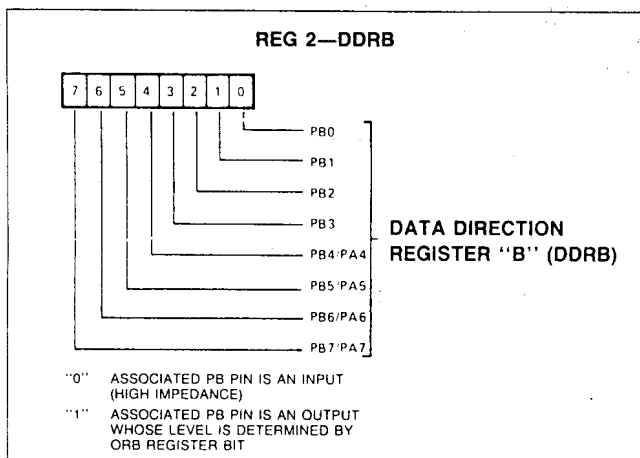 REG 2—DDRB
7 6 5 4 3 2 1 0
PB0
PB1
PB2
PB3
PB4/PA4
PB5/PA5
PB6/PA6
PB7/PA7
DATA DIRECTION
REGISTER "B" (DDRB)
"0" ASSOCIATED PB PIN IS AN INPUT
(HIGH IMPEDANCE)
"1" ASSOCIATED PB PIN IS AN OUTPUT
WHOSE LEVEL IS DETERMINED BY
ORB REGISTER BIT